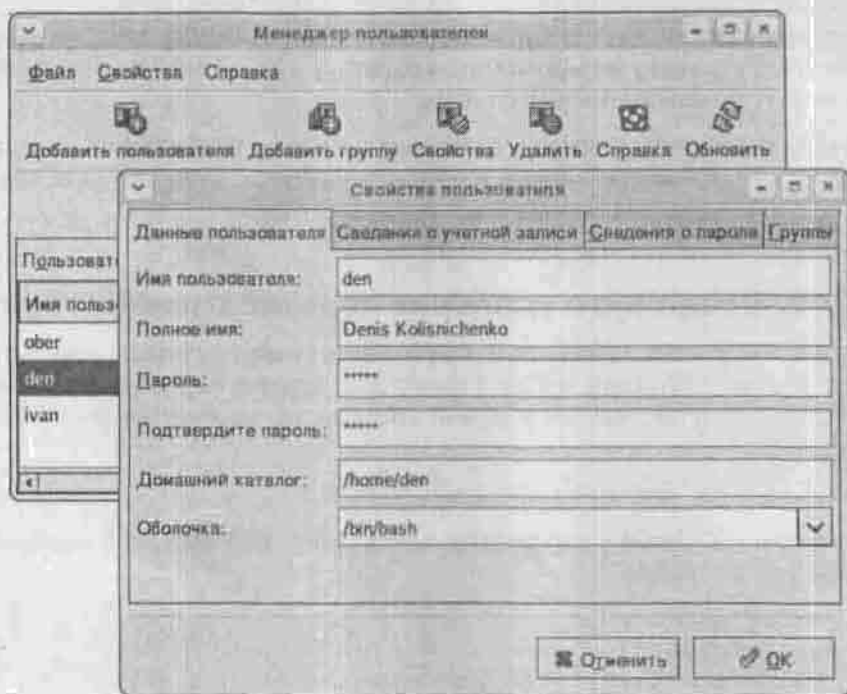 Менеджер пользователей
Файл Свойства Справка
Добавить пользователя Добавить группу Свойства Удалить Справка Обновить
Свойства пользователя
Данные пользователя Сведения о учетной записи Сведения о пароле Группы
Пользоват
Имя пользо
ober
den
ivan
Имя пользователя: den
Полное имя: Denis Kolisnichenko
Пароль: *****
Подтвердите пароль: *****
Домашний каталог: /home/den
Оболочка: /bin/bash
Отменить OK